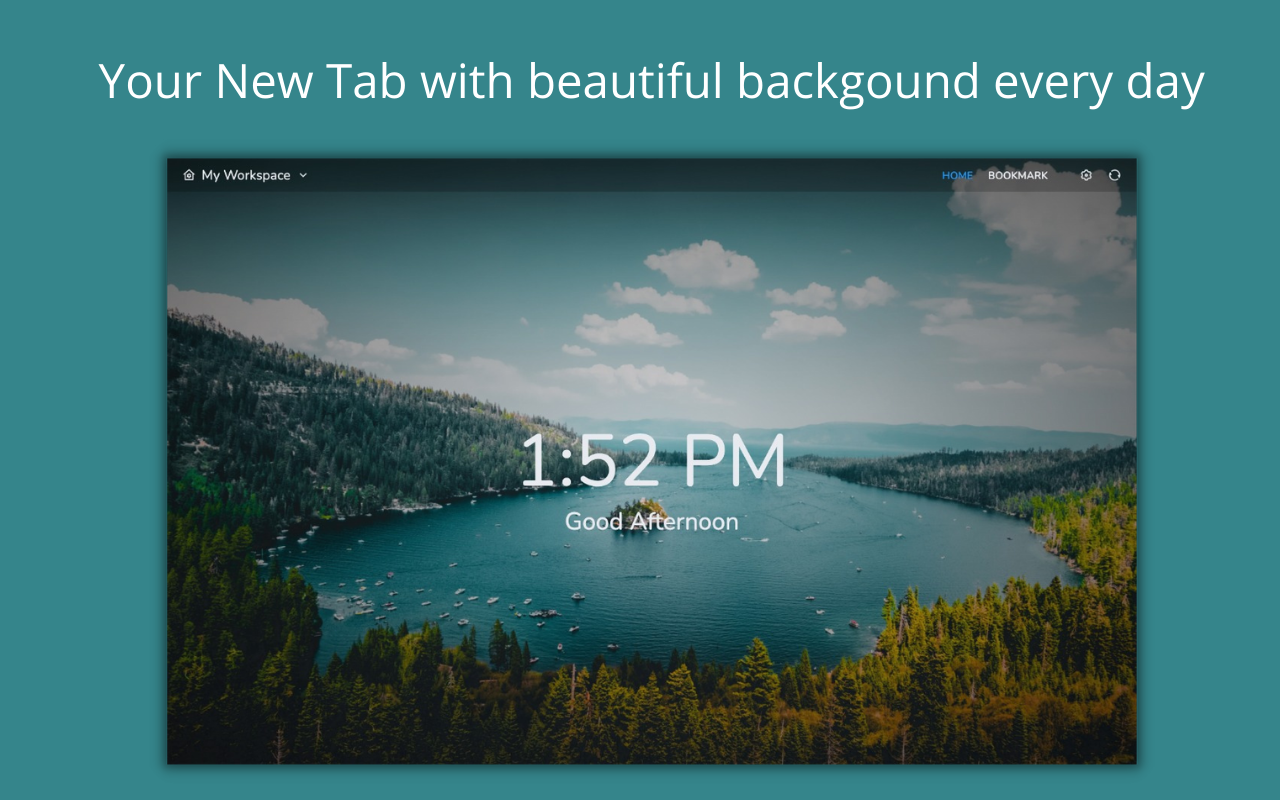 Your New Tab with beautiful backgound every day
My Workspace HOME BOOKMARK
1:52 PM
Good Afternoon